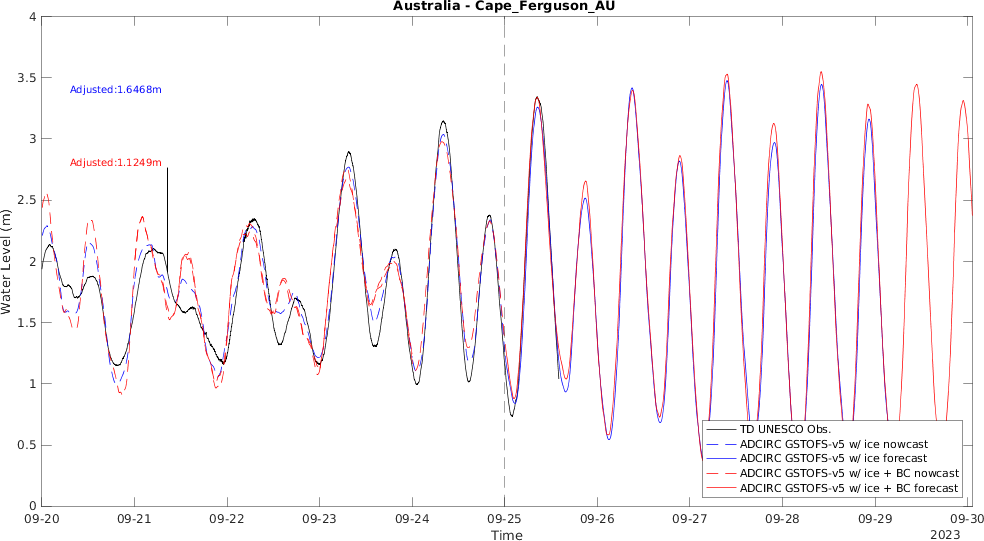 Australia - Cape_Ferguson_AU
4
3.5
3
2.5
2
1.5
1
0.5
0
Water Level (m)
Adjusted:1.6468m
Adjusted:1.1249m
TD UNESCO Obs.
ADCIRC GSTOFS-v5 w/ ice nowcast
ADCIRC GSTOFS-v5 w/ ice forecast
ADCIRC GSTOFS-v5 w/ ice + BC nowcast
ADCIRC GSTOFS-v5 w/ ice + BC forecast
09-20 09-21 09-22 09-23 09-24 09-25 09-26 09-27 09-28 09-29 09-30
Time
2023